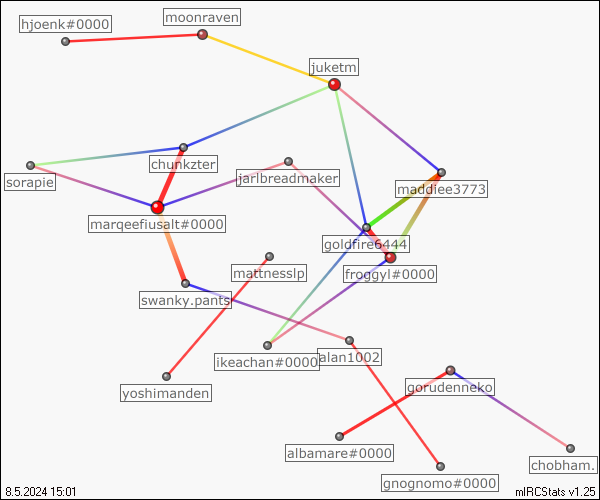 moonraven
hjoenk#0000
juketm
chunkzter
jarlbreadmaker
sorapie
maddiee3773
marqeefiusalt#0000
goldfire6444
mattnesslp
froggyl#0000
swanky.pants
ikeachan#0000
alan1002
yoshimanden
gorudenneko
albamare#0000
chobham.
gnognomo#0000
8.5.2024 15:01
mIRCStats v1.25